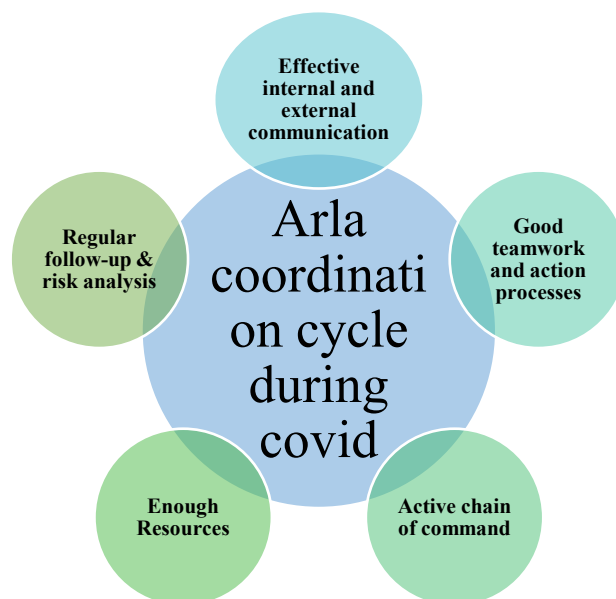 Effective
internal and
external
communication
Arla
coordinati
on cycle
during
covid
Good
teamwork
and action
processes
Active chain
of command
Enough
Resources
Regular
follow-up &
risk analysis